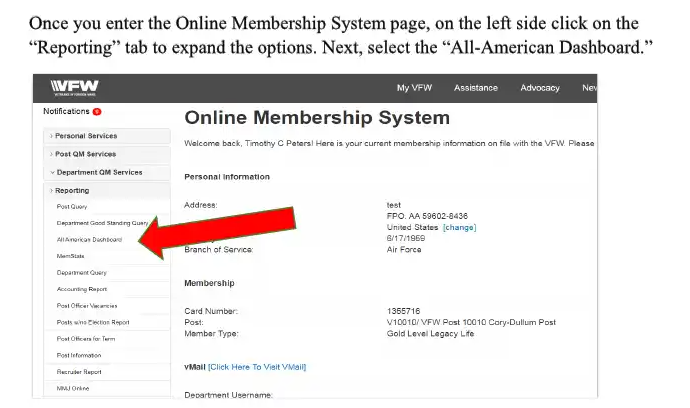 Once you enter the Online Membership System page, on the left side click on the
“Reporting” tab to expand the options. Next, select the “All-American Dashboard.”
VFW
My VFW Assistance Advocacy
Notifications
Online Membership System
Personal Services
Welcome back, Timothy C Peters! Here is your current membership information on file with the VFW. Please
Post QM Services
Department QM Services
Personal Information
Reporting
Post Query
Address: test
FPO. AA 59602-8436
Department Good Standing Query
United States [change]
All-American Dashboard
6/17/1959
Branch of Service: Air Force
MemStats
Department Query
Membership
Accounting Report
Post Officer Vacancies
Card Number: 1355716
Posts w/no Election Report
Post: V10010/ VFW Post 10010 Cory-Dullum Post
Member Type: Gold Level Legacy Life
Post Officers for Term
Post Information
vMail [Click Here To Visit VMail]
Recruiter Report
MMJ Online
Department Username: